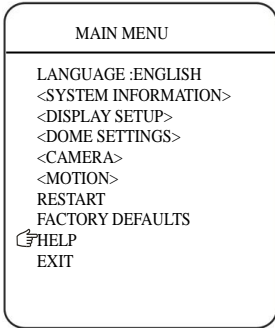 MAIN MENU
LANGUAGE :ENGLISH
<SYSTEM INFORMATION>
<DISPLAY SETUP>
<DOME SETTINGS>
<CAMERA>
<MOTION>
RESTART
FACTORY DEFAULTS
HELP
EXIT